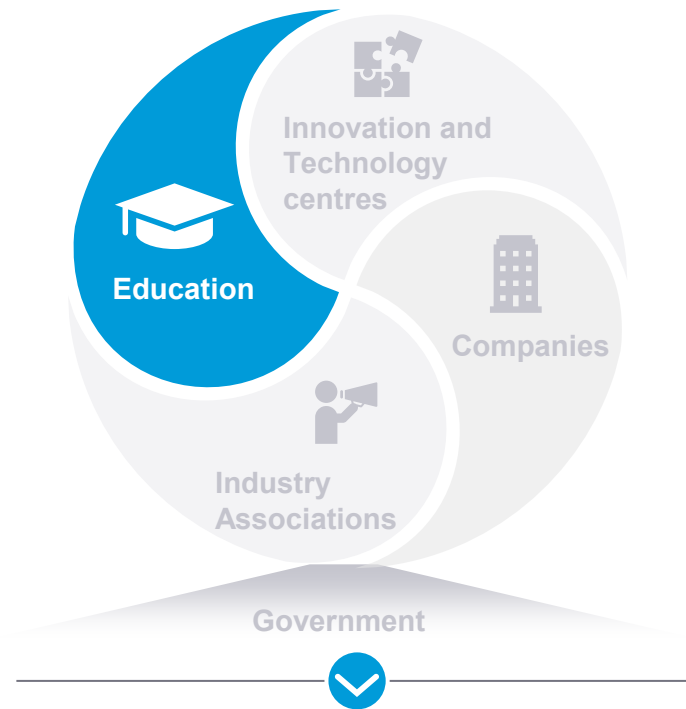 Innovation and
Technology
centres
Education
Companies
Industry
Associations
Government